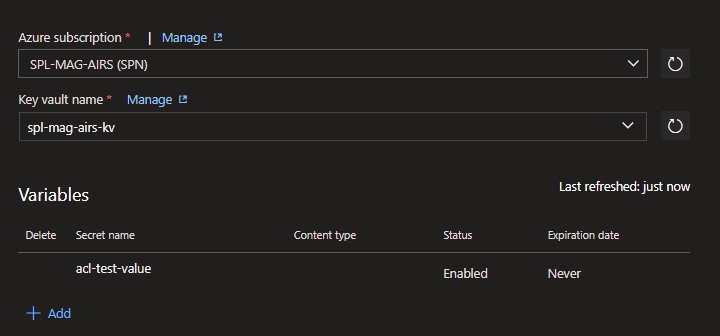 Azure subscription * | Manage
SPL-MAG-AIRS (SPN)
Key vault name * Manage
spl-mag-airs-kv
Variables
Last refreshed: just now
Delete Secret name Content type Status Expiration date
acl-test-value Enabled Never
+ Add